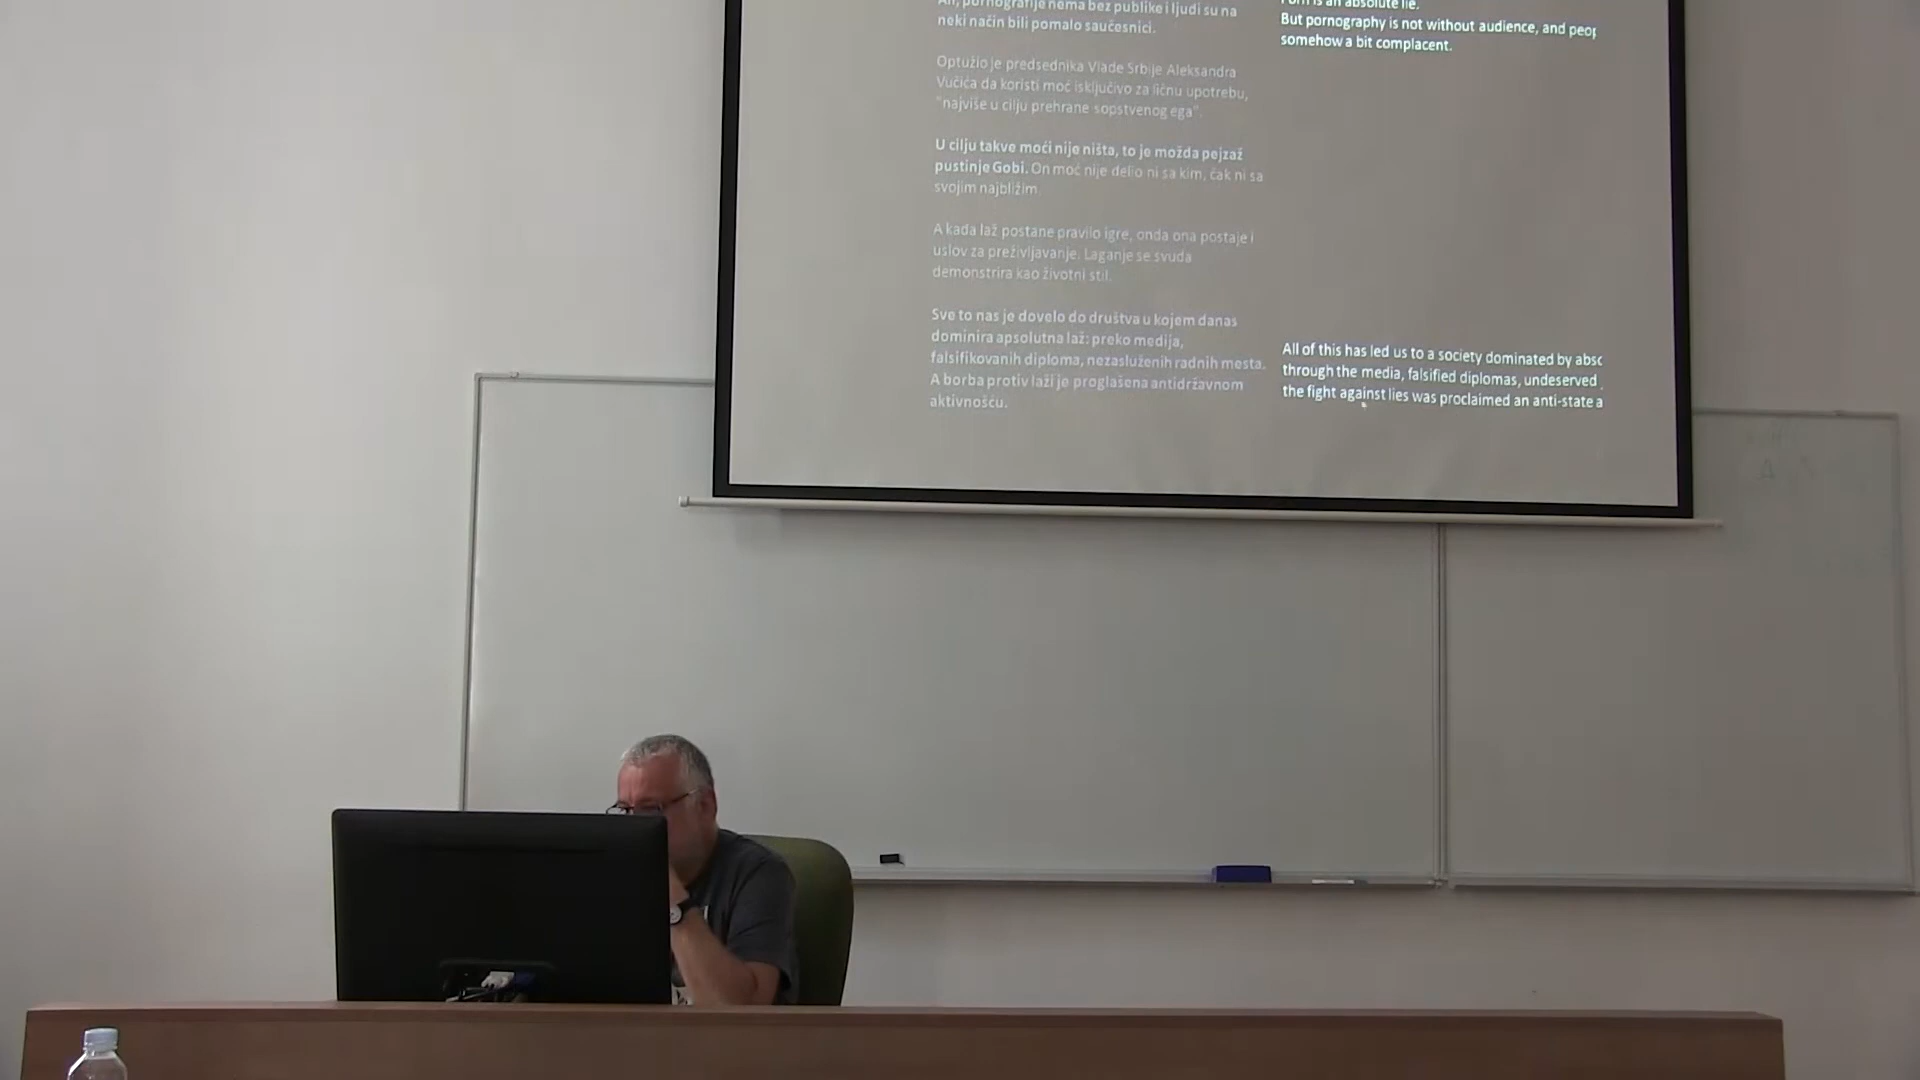 Ali, pornografije nema bez publike i ljudi su na
neki način bili pomalo saučesnici.
Optužio je predsednika Vlade Srbije Aleksandra
Vučića da koristi moć isključivo za ličnu upotrebu,
"najviše u cilju prehrane sopstvenog ega".
U cilju takve moći nije ništa, to je možda pejzaž
pustinje Gobi. On moć nije delio ni sa kim, čak ni sa
svojim najbližim.
A kada laž postane pravilo igre, onda ona postaje i
uslov za preživljavanje. Laganje se svuda
demonstrira kao životni stil.
Sve to nas je dovelo do društva u kojem danas
dominira apsolutna laž: preko medija,
falsifikovanih diploma, nezasluženih radnih mesta.
A borba protiv laži je proglašena antidržavnom
aktivnošću.
Porn is an absolute lie.
But pornography is not without audience, and peop
somehow a bit complacent.
All of this has led us to a society dominated by abso
through the media, falsified diplomas, undeserved
the fight against lies was proclaimed an anti-state a